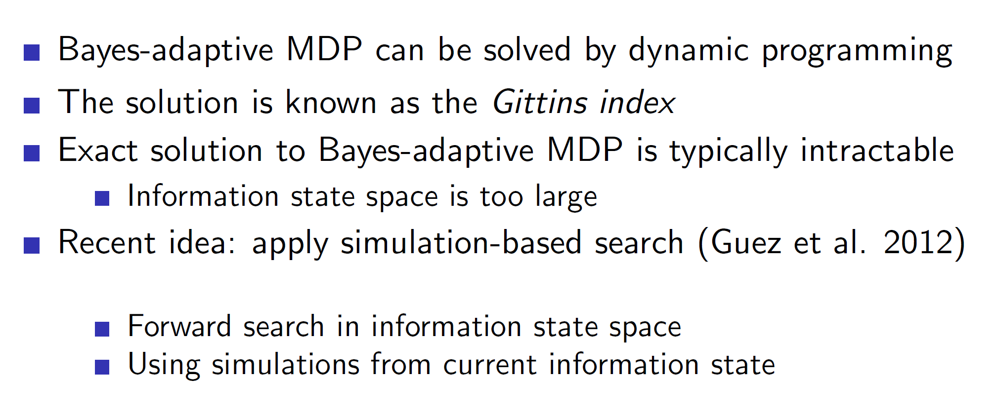 Bayes-adaptive MDP can be solved by dynamic programming
The solution is known as the Gittins index
Exact solution to Bayes-adaptive MDP is typically intractable
Information state space is too large
Recent idea: apply simulation-based search (Guez et al. 2012)
Forward search in information state space
Using simulations from current information state